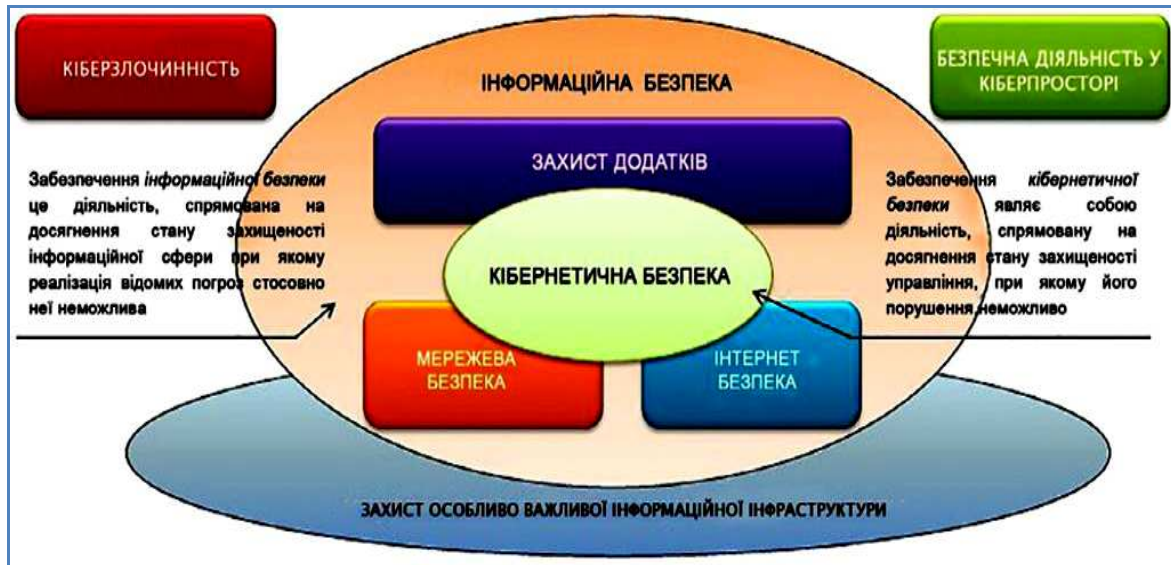 КІБЕРЗЛОЧИННІСТЬ
ІНФОРМАЦІЙНА БЕЗПЕКА
БЕЗПЕЧНА ДІЯЛЬНІСТЬ У
КІБЕРПРОСТОРІ
ЗАХИСТ ДОДАТКІВ
Забезпечення інформаційної безпеки
це діяльність, спрямована на
досягнення стану захищеності
інформаційної сфери при якому
реалізація відомих погроз стосовно
неї неможлива
КІБЕРНЕТИЧНА БЕЗПЕКА
Забезпечення кібернетичної
безпеки являє собою
діяльність, спрямовану на
досягнення стану захищеності
управління, при якому його
порушення неможливо
МЕРЕЖЕВА
БЕЗПЕКА
ІНТЕРНЕТ
БЕЗПЕКА
ЗАХИСТ ОСОБЛИВО ВАЖЛИВОЇ ІНФОРМАЦІЙНОЇ ІНФРАСТРУКТУРИ